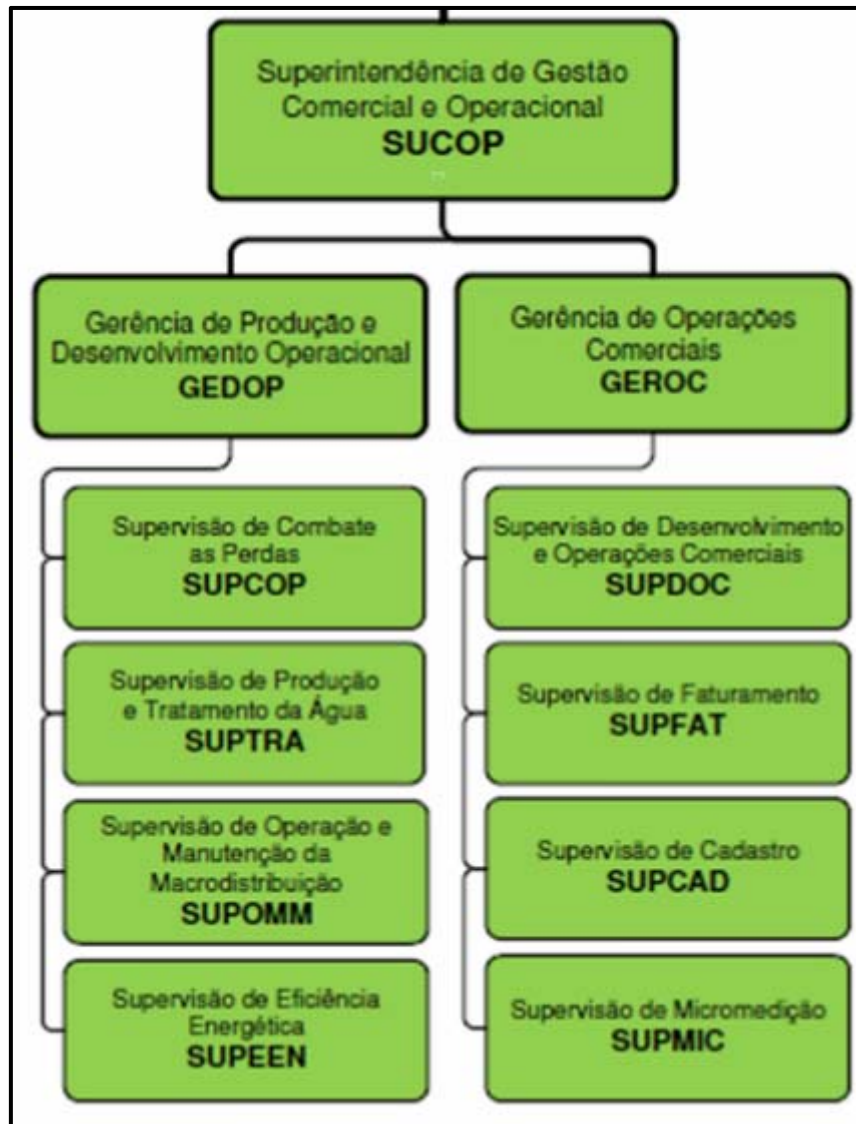 Superintendência de Gestão
Comercial e Operacional
SUCOP
Gerência de Produção e
Desenvolvimento Operacional
GEDOP
Gerência de Operações
Comerciais
GEROC
Supervisão de Combate
as Perdas
SUPCOP
Supervisão de Produção
e Tratamento da Água
SUPTRA
Supervisão de Operação e
Manutenção da
Macrodistribuição
SUPOMM
Supervisão de Eficiência
Energética
SUPEEN
Supervisão de Desenvolvimento
e Operações Comerciais
SUPDOC
Supervisão de Faturamento
SUPFAT
Supervisão de Cadastro
SUPCAD
Supervisão de Micromedição
SUPMIC